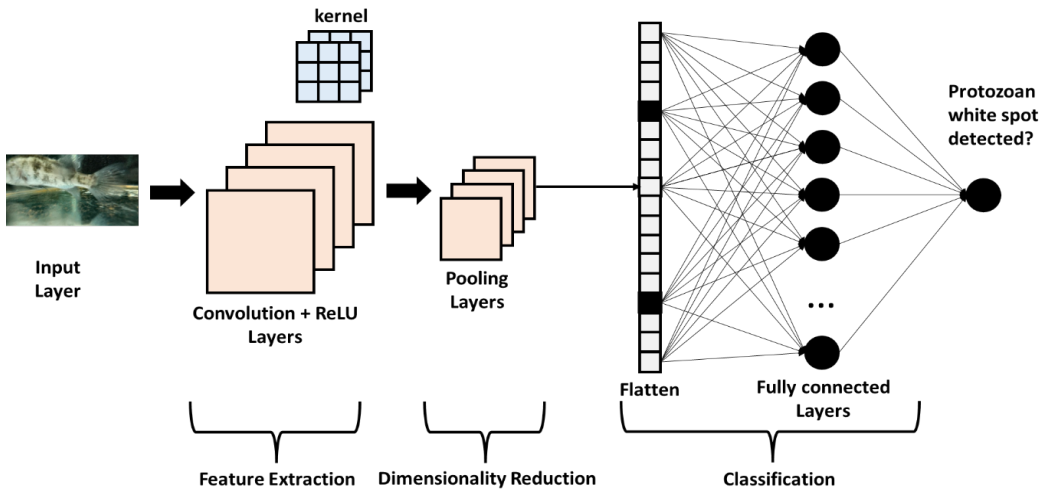 kernel
Protozoan
white spot
detected?
Input
Layer
Convolution + ReLU
Layers
Pooling
Layers
Flatten
...
Fully connected
Layers
Feature Extraction
Dimensionality Reduction
Classification